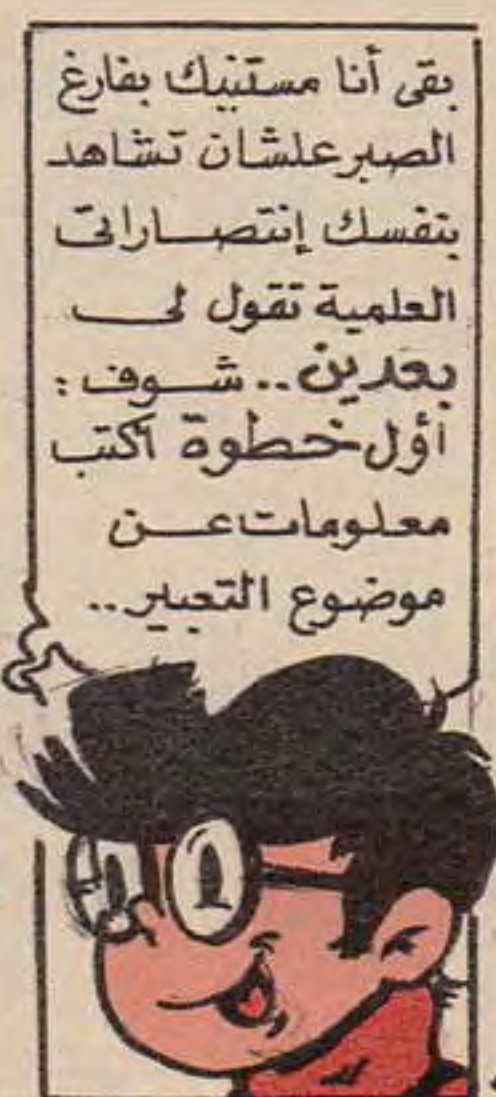 بقى أنا مستنيك بفارغ
الصبر علشان تشاهد
بنفسك إنتصاراتى
العلمية تقول لى
بعدين.. شوف :
أول خطوة أكتب
معلومات عن
موضوع التعبير..